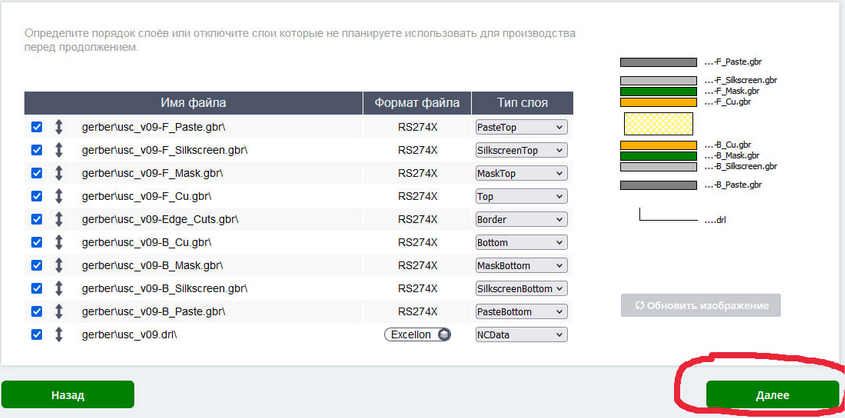 Определите порядок слоёв или отключите слои которые не планируете использовать для производства
перед продолжением.
Имя файла Формат файла Тип слоя
gerber\usc_v09-F_Paste.gbr\ RS274X PasteTop
gerber\usc_v09-F_Silkscreen.gbr\ RS274X SilkscreenTop
gerber\usc_v09-F_Mask.gbr\ RS274X MaskTop
gerber\usc_v09-F_Cu.gbr\ RS274X Top
gerber\usc_v09-Edge_Cuts.gbr\ RS274X Border
gerber\usc_v09-B_Cu.gbr\ RS274X Bottom
gerber\usc_v09-B_Mask.gbr\ RS274X MaskBottom
gerber\usc_v09-B_Silkscreen.gbr\ RS274X SilkscreenBottom
gerber\usc_v09-B_Paste.gbr\ RS274X PasteBottom
gerber\usc_v09.drl\ Excellon NCData
...-F_Paste.gbr
...-F_Silkscreen.gbr
...-F_Mask.gbr
...-F_Cu.gbr
...-B_Cu.gbr
...-B_Mask.gbr
...-B_Silkscreen.gbr
...-B_Paste.gbr
....drl
Обновить изображение
Назад
Далее